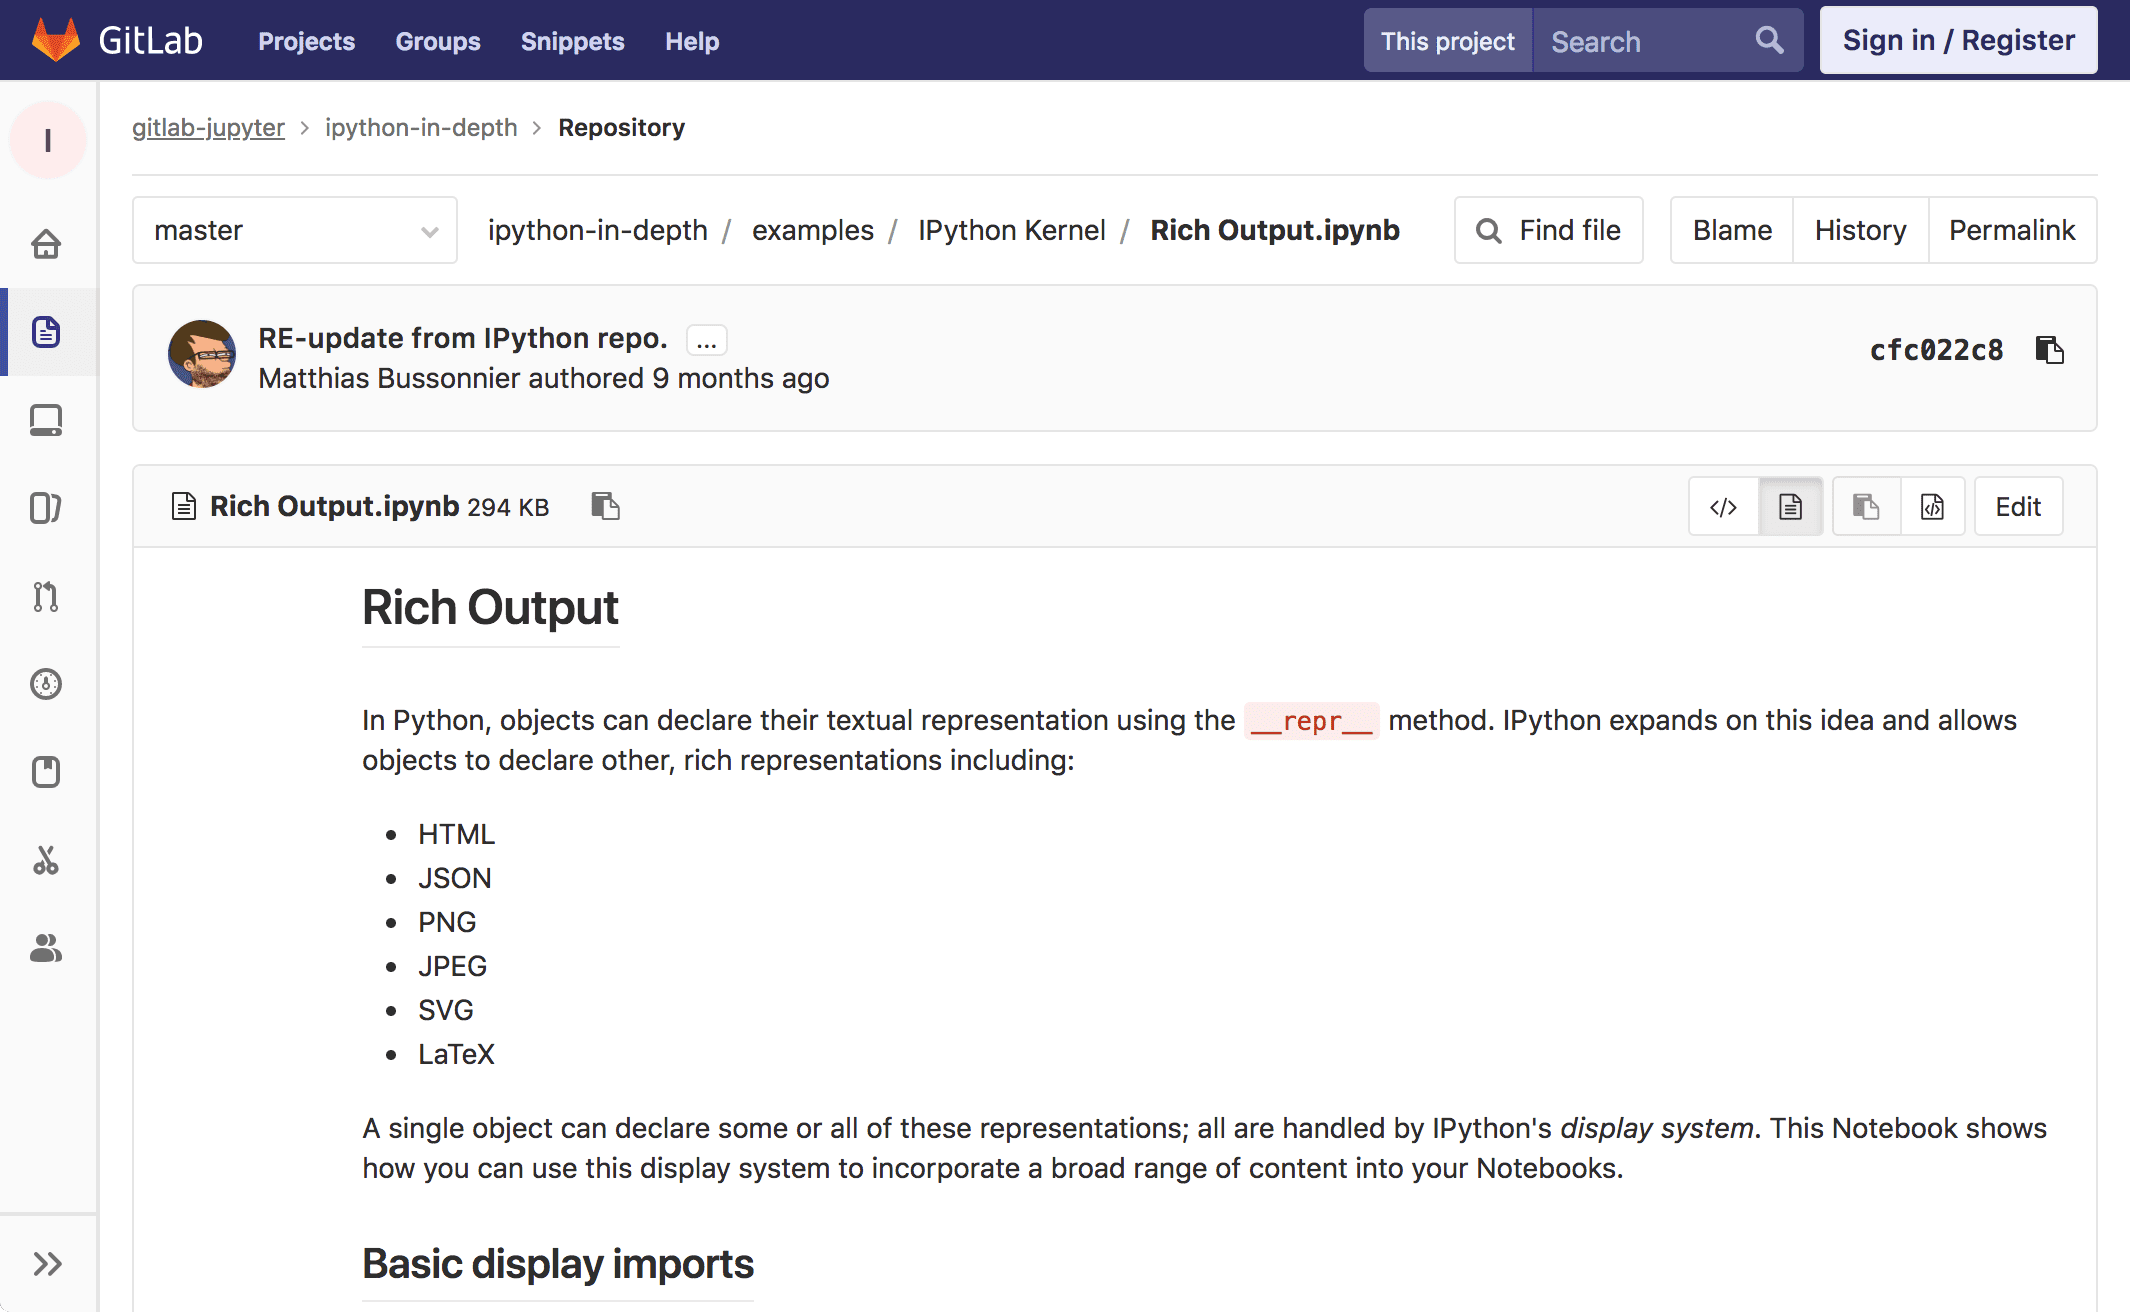 GitLab Projects Groups Snippets Help This project Search Sign in / Register
I
gitlab-jupyter > ipython-in-depth > Repository
master ipython-in-depth / examples / IPython Kernel / Rich Output.ipynb Find file Blame History Permalink
RE-update from IPython repo. ...
Matthias Bussonnier authored 9 months ago
cfc022c8
Rich Output.ipynb 294 KB </> Edit
Rich Output
In Python, objects can declare their textual representation using the __repr__ method. IPython expands on this idea and allows
objects to declare other, rich representations including:
• HTML
• JSON
• PNG
• JPEG
• SVG
• LaTeX
A single object can declare some or all of these representations; all are handled by IPython's display system. This Notebook shows
how you can use this display system to incorporate a broad range of content into your Notebooks.
Basic display imports